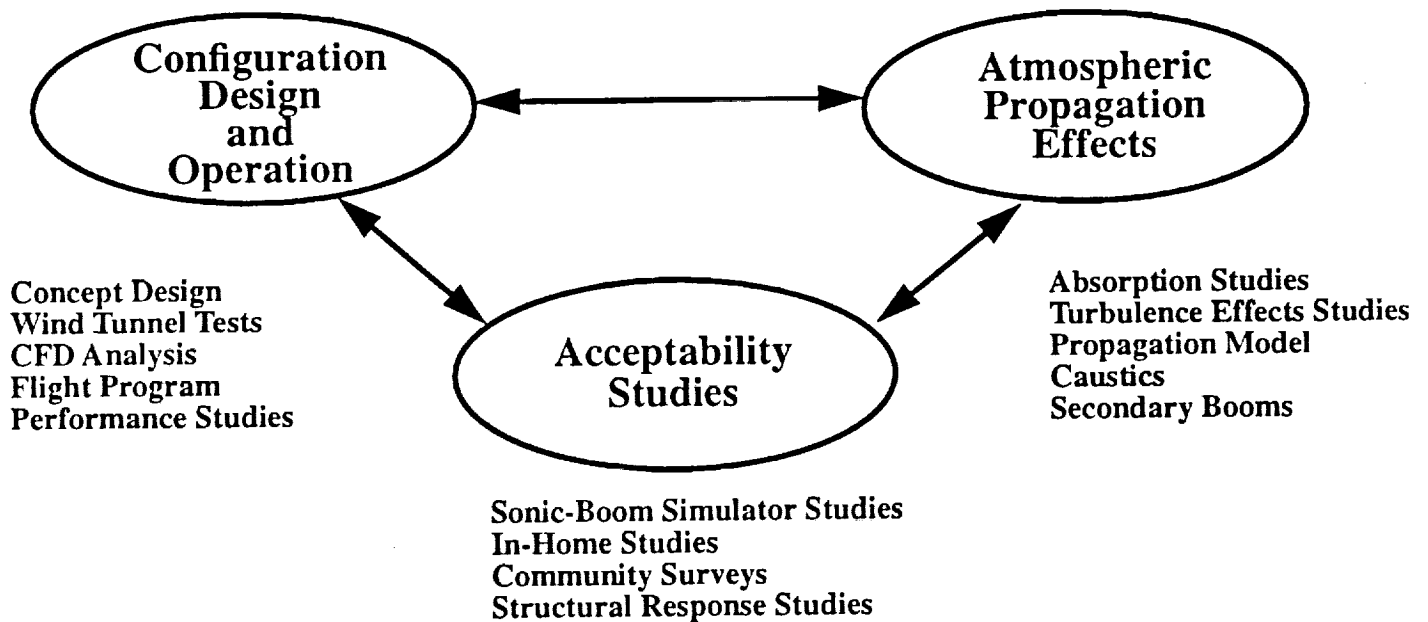 Configuration
Design
and
Operation
Atmospheric
Propagation
Effects
Concept Design
Wind Tunnel Tests
CFD Analysis
Flight Program
Performance Studies
Acceptability
Studies
Absorption Studies
Turbulence Effects Studies
Propagation Model
Caustics
Secondary Booms
Sonic-Boom Simulator Studies
In-Home Studies
Community Surveys
Structural Response Studies